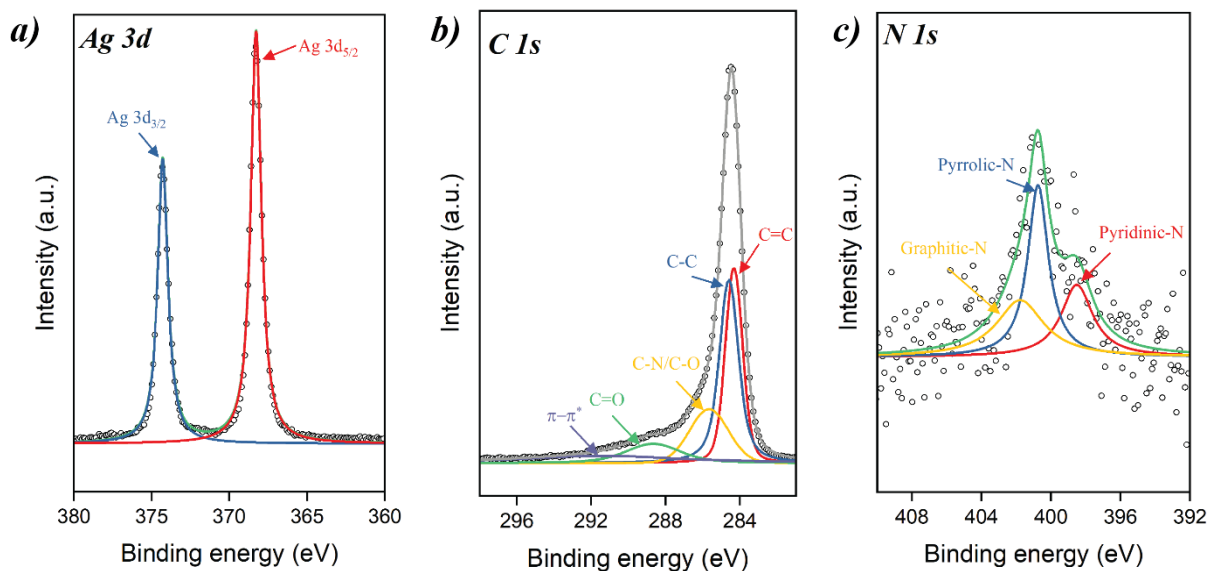 a)
Ag 3d
Ag 3d5/2
Ag 3d3/2
Intensity (a.u.)
380 375 370 365 360
Binding energy (eV)
b)
C 1s
C=C
C-C
C-N/C-O
C=O
π−π*
Intensity (a.u.)
296 292 288 284
Binding energy (eV)
c)
N 1s
Pyrrolic-N
Graphitic-N
Pyridinic-N
Intensity (a.u.)
408 404 400 396 392
Binding energy (eV)